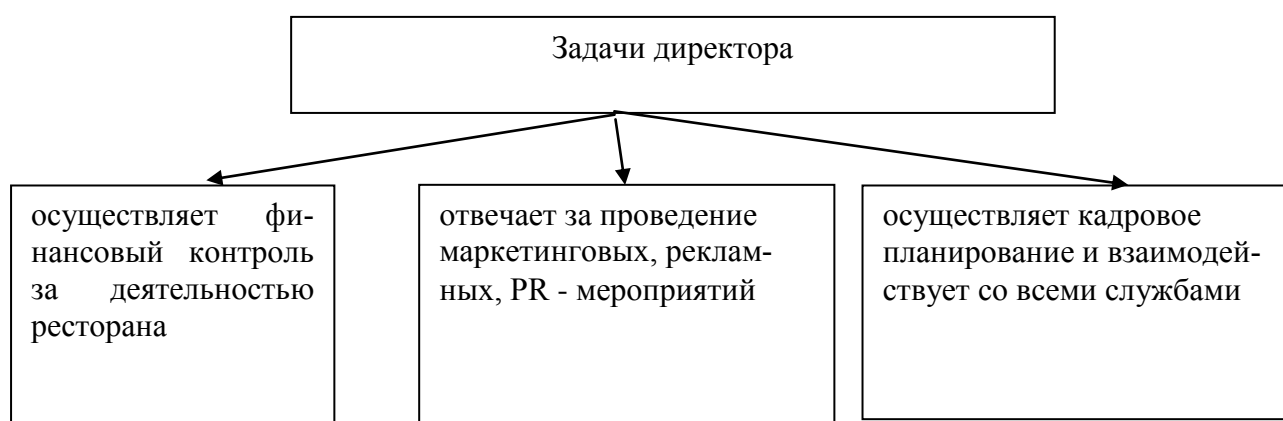 Задачи директора
осуществляет фи-
нансовый контроль
за деятельностью
ресторана
отвечает за проведение
маркетинговых, реклам-
ных, PR - мероприятий
осуществляет кадровое
планирование и взаимодей-
ствует со всеми службами